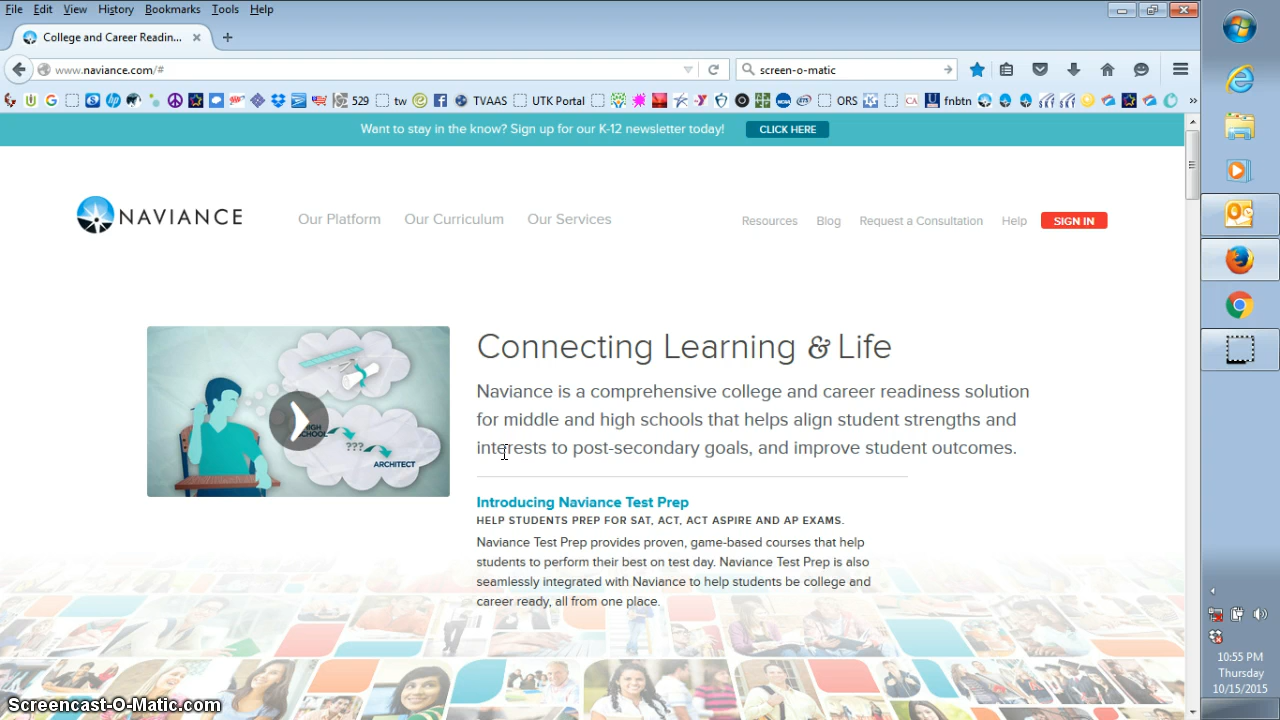 File Edit View History Bookmarks Tools Help
College and Career Readin...
www.naviance.com/#
screen-o-matic
529 tw TVAAS UTK Portal ORS fnbtn
Want to stay in the know? Sign up for our K-12 newsletter today! CLICK HERE
NAVIANCE Our Platform Our Curriculum Our Services Resources Blog Request a Consultation Help SIGN IN
HIGH
SCHOOL
???
ARCHITECT
Connecting Learning & Life
Naviance is a comprehensive college and career readiness solution
for middle and high schools that helps align student strengths and
interests to post-secondary goals, and improve student outcomes.
Introducing Naviance Test Prep
HELP STUDENTS PREP FOR SAT, ACT, ACT ASPIRE AND AP EXAMS.
Naviance Test Prep provides proven, game-based courses that help
students to perform their best on test day. Naviance Test Prep is also
seamlessly integrated with Naviance to help students be college and
career ready, all from one place.
10:55 PM
Thursday
10/15/2015
Screencast-O-Matic.com